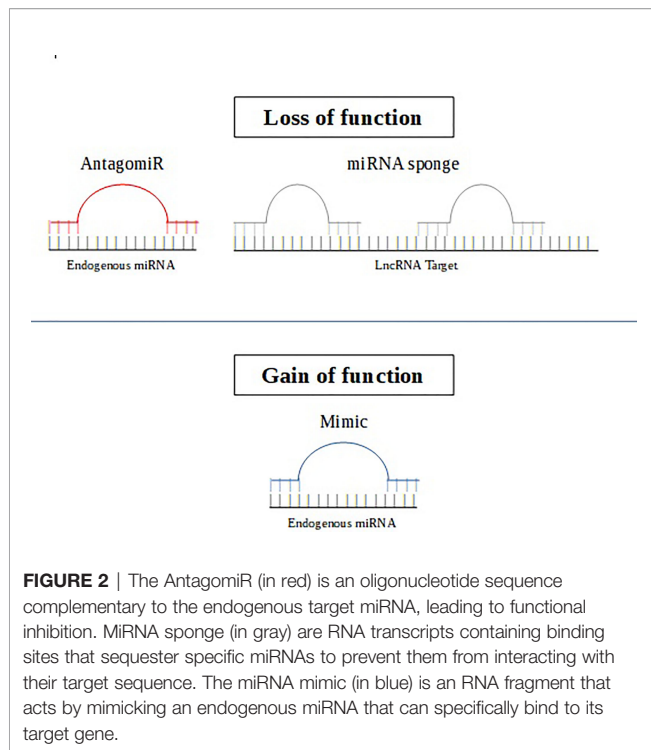 Loss of function
AntagomiR
miRNA sponge
Endogenous miRNA
LncRNA Target
Gain of function
Mimic
Endogenous miRNA
FIGURE 2 | The AntagomiR (in red) is an oligonucleotide sequence
complementary to the endogenous target miRNA, leading to functional
inhibition. MiRNA sponge (in gray) are RNA transcripts containing binding
sites that sequester specific miRNAs to prevent them from interacting with
their target sequence. The miRNA mimic (in blue) is an RNA fragment that
acts by mimicking an endogenous miRNA that can specifically bind to its
target gene.